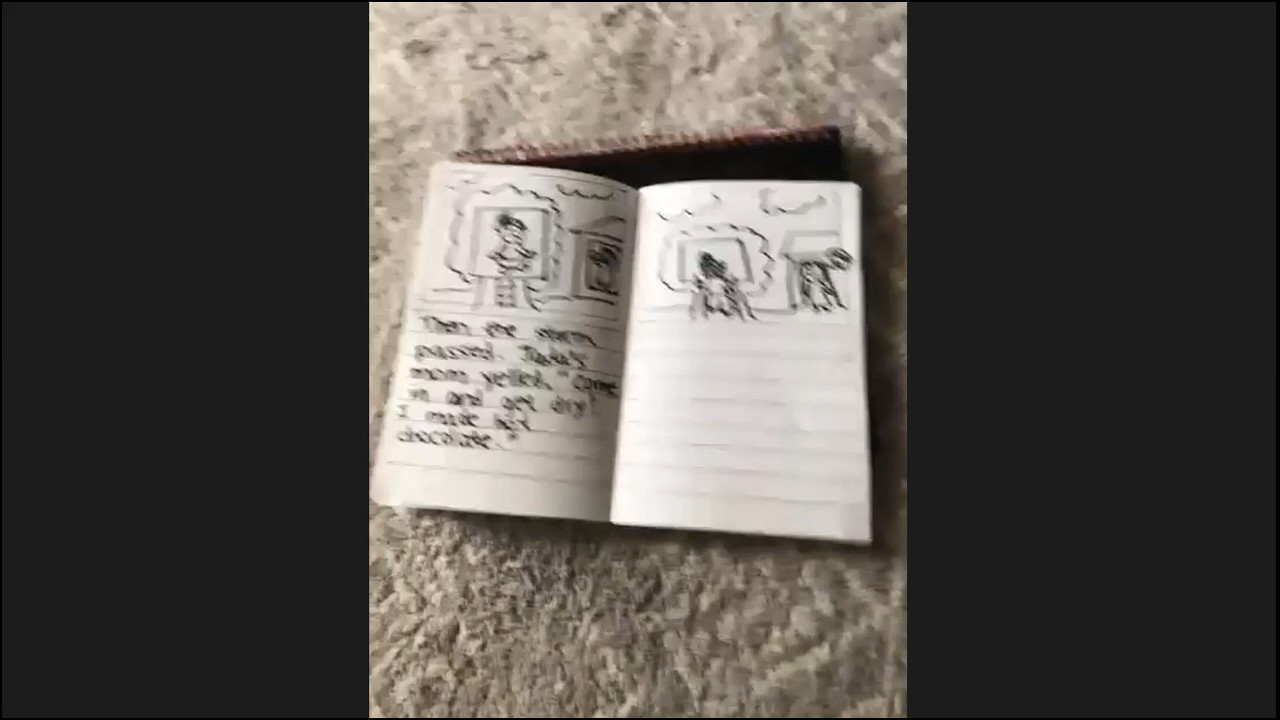 Then the storm
passed.
mom yelled, "Come
in and get dry!
I made hot
chocolate."